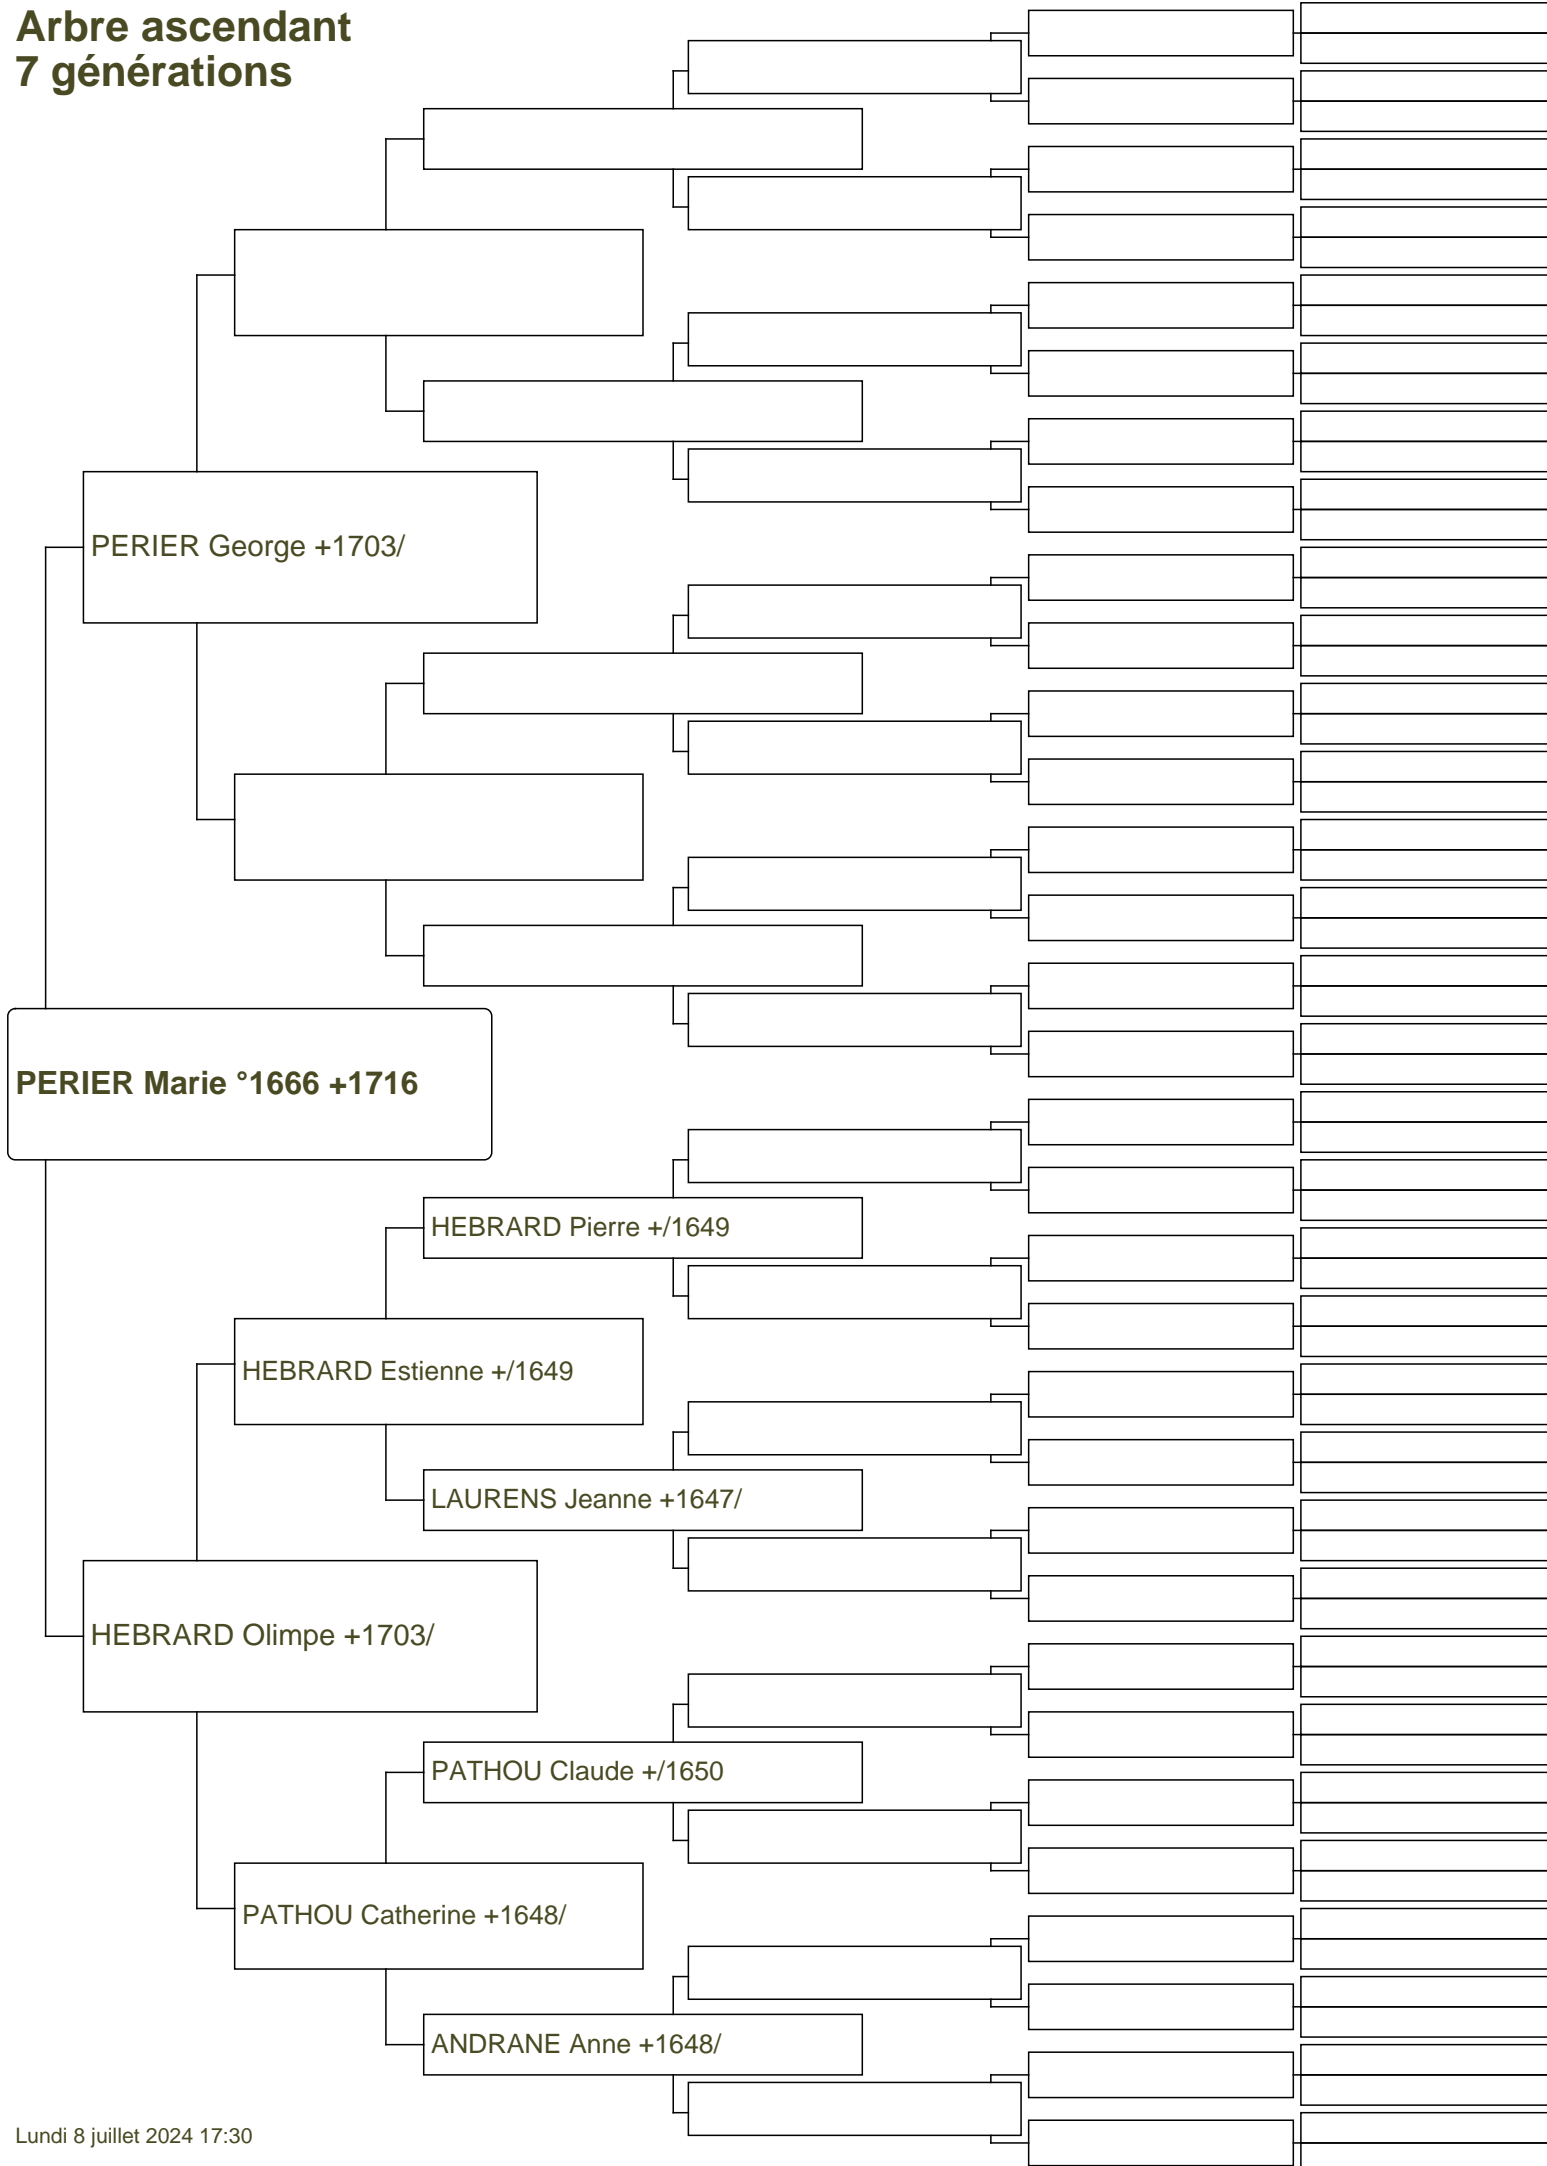 Arbre ascendant
7 générations
PERIER George +1703/
PERIER Marie °1666 +1716
HEBRARD Pierre +/1649
HEBRARD Estienne +/1649
LAURENS Jeanne +1647/
HEBRARD Olimpe +1703/
PATHOU Claude +/1650
PATHOU Catherine +1648/
ANDRANE Anne +1648/
Lundi 8 juillet 2024 17:30